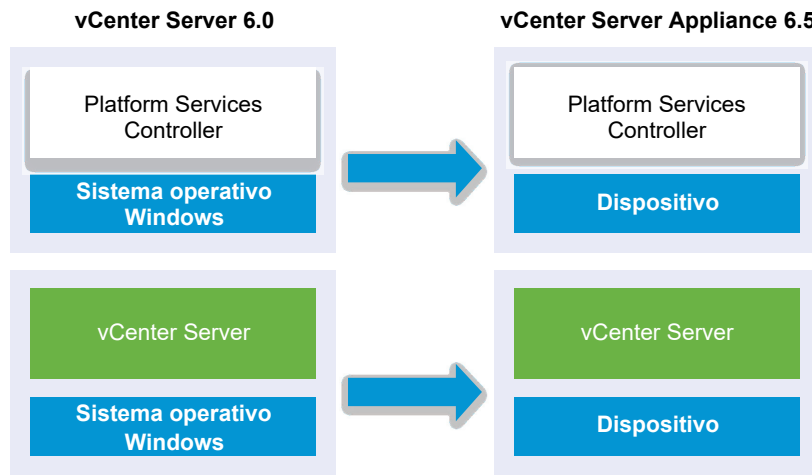 vCenter Server 6.0
vCenter Server Appliance 6.5
Platform Services
Controller
Platform Services
Controller
Sistema operativo
Windows
Dispositivo
vCenter Server
vCenter Server
Sistema operativo
Windows
Dispositivo